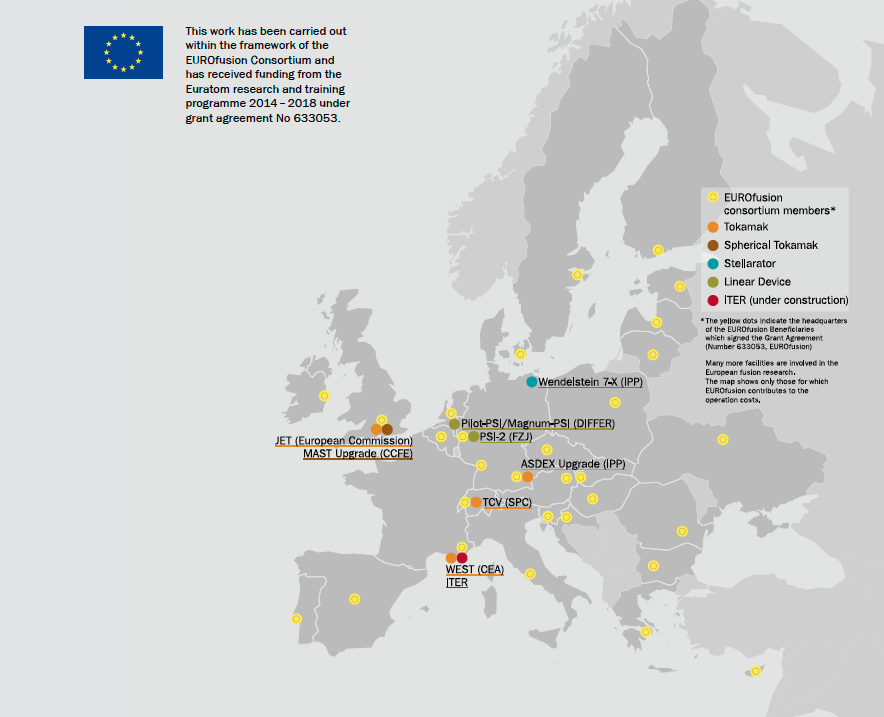 This work has been carried out
within the framework of the
EUROfusion Consortium and
has received funding from the
Euratom research and training
programme 2014 – 2018 under
grant agreement No 633053.
EUROfusion
consortium members*
Tokamak
Spherical Tokamak
Stellarator
Linear Device
ITER (under construction)
* The yellow dots indicate the headquarters
of the EUROfusion Beneficiaries
which signed the Grant Agreement
(Number 633053, EUROfusion)
Many more facilities are involved in the
European fusion research.
The map shows only those for which
EUROfusion contributes to the
operation costs.
Wendelstein 7-X (IPP)
Pilot-PSI/Magnum-PSI (DIFFER)
PSI-2 (FZJ)
JET (European Commission)
MAST Upgrade (CCFE)
ASDEX Upgrade (IPP)
TCV (SPC)
WEST (CEA)
ITER